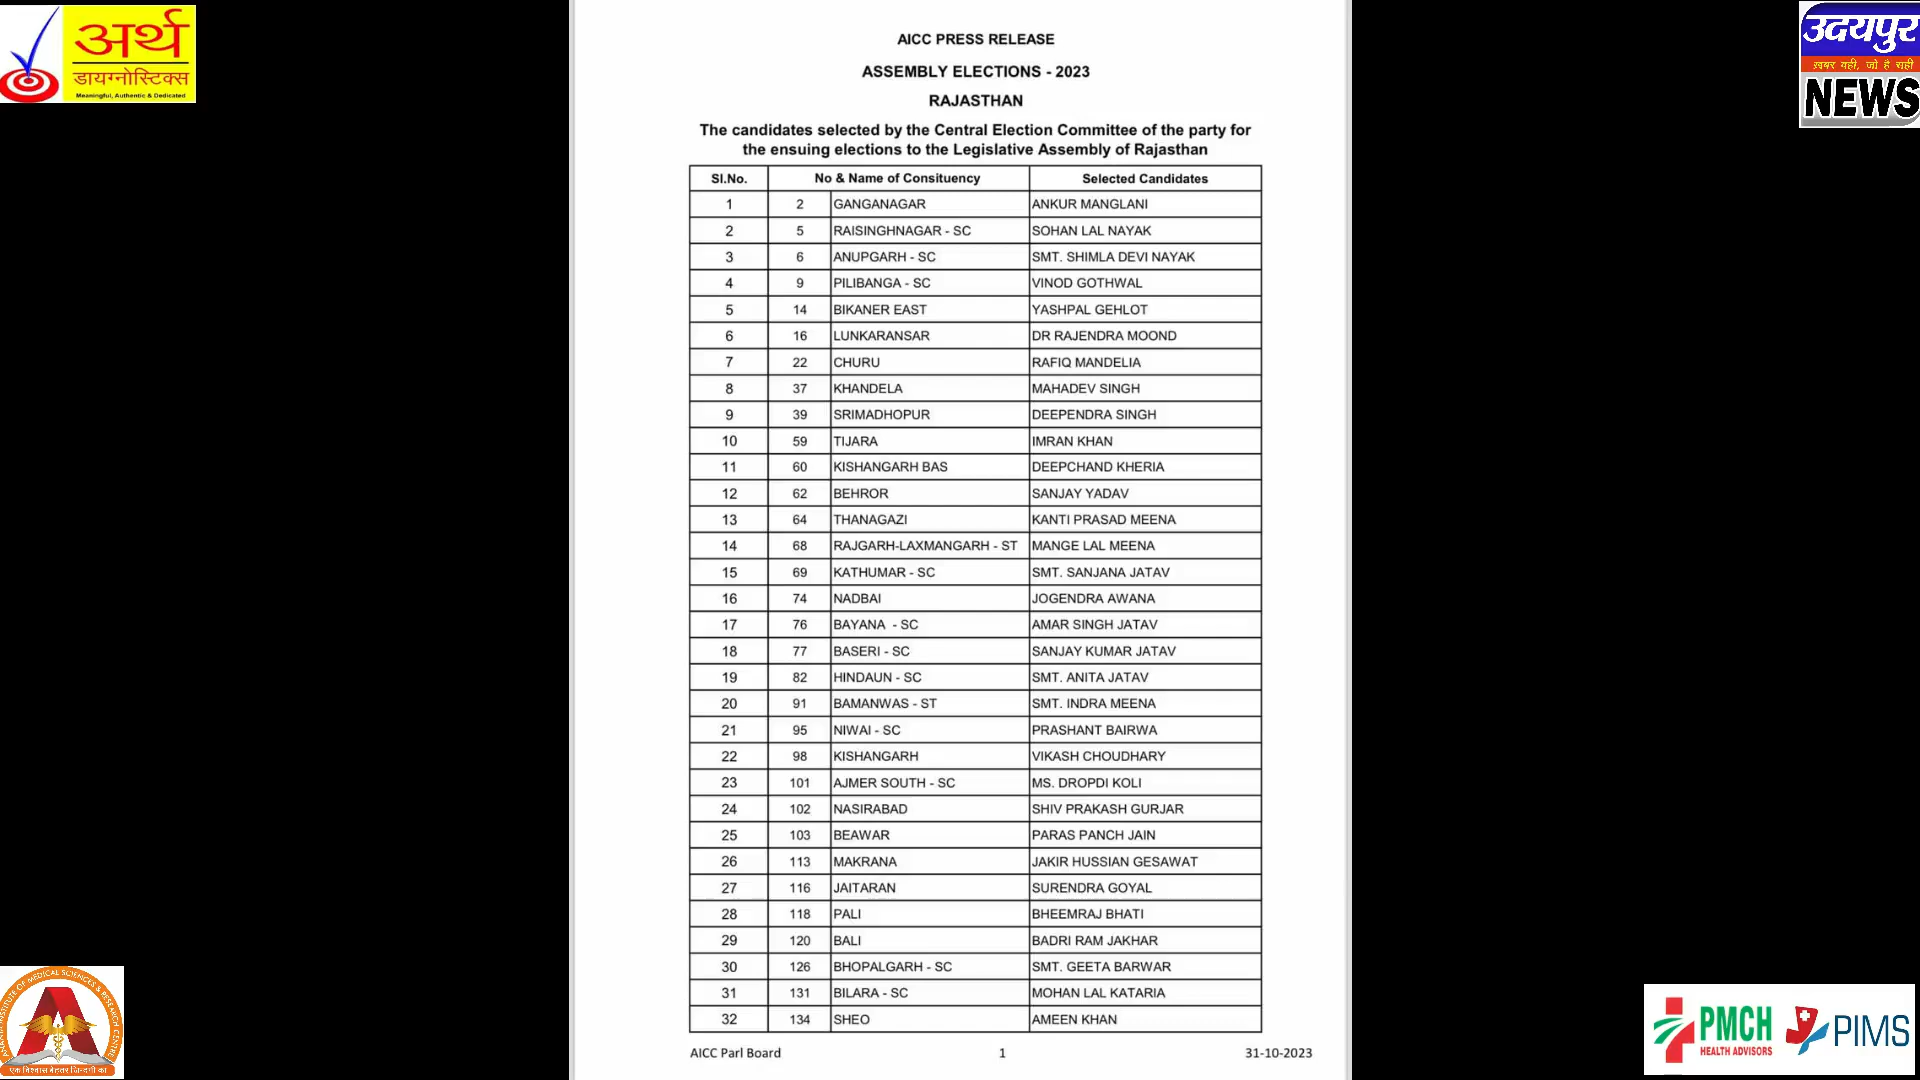 अर्थ
डायग्नोस्टिक्स
Meaningful, Authentic & Dedicated
उदयपुर
ख़बर वही, जो है सही
NEWS
AICC PRESS RELEASE
ASSEMBLY ELECTIONS - 2023
RAJASTHAN
The candidates selected by the Central Election Committee of the party for
the ensuing elections to the Legislative Assembly of Rajasthan
Sl.No. No & Name of Consituency Selected Candidates
1 2 GANGANAGAR ANKUR MANGLANI
2 5 RAISINGHNAGAR - SC SOHAN LAL NAYAK
3 6 ANUPGARH - SC SMT. SHIMLA DEVI NAYAK
4 9 PILIBANGA - SC VINOD GOTHWAL
5 14 BIKANER EAST YASHPAL GEHLOT
6 16 LUNKARANSAR DR RAJENDRA MOOND
7 22 CHURU RAFIQ MANDELIA
8 37 KHANDELA MAHADEV SINGH
9 39 SRIMADHOPUR DEEPENDRA SINGH
10 59 TIJARA IMRAN KHAN
11 60 KISHANGARH BAS DEEPCHAND KHERIA
12 62 BEHROR SANJAY YADAV
13 64 THANAGAZI KANTI PRASAD MEENA
14 68 RAJGARH-LAXMANGARH - ST MANGE LAL MEENA
15 69 KATHUMAR - SC SMT. SANJANA JATAV
16 74 NADBAI JOGENDRA AWANA
17 76 BAYANA - SC AMAR SINGH JATAV
18 77 BASERI - SC SANJAY KUMAR JATAV
19 82 HINDAUN - SC SMT. ANITA JATAV
20 91 BAMANWAS - ST SMT. INDRA MEENA
21 95 NIWAI - SC PRASHANT BAIRWA
22 98 KISHANGARH VIKASH CHOUDHARY
23 101 AJMER SOUTH - SC MS. DROPDI KOLI
24 102 NASIRABAD SHIV PRAKASH GURJAR
25 103 BEAWAR PARAS PANCH JAIN
26 113 MAKRANA JAKIR HUSSIAN GESAWAT
27 116 JAITARAN SURENDRA GOYAL
28 118 PALI BHEEMRAJ BHATI
29 120 BALI BADRI RAM JAKHAR
30 126 BHOPALGARH - SC SMT. GEETA BARWAR
31 131 BILARA - SC MOHAN LAL KATARIA
32 134 SHEO AMEEN KHAN
AICC Parl Board 1 31-10-2023
ANANTA INSTITUTE OF MEDICAL SCIENCES & RESEARCH CENTRE
एक विश्वास बेहतर जिन्दगी का
PMCH
HEALTH ADVISORS
PIMS